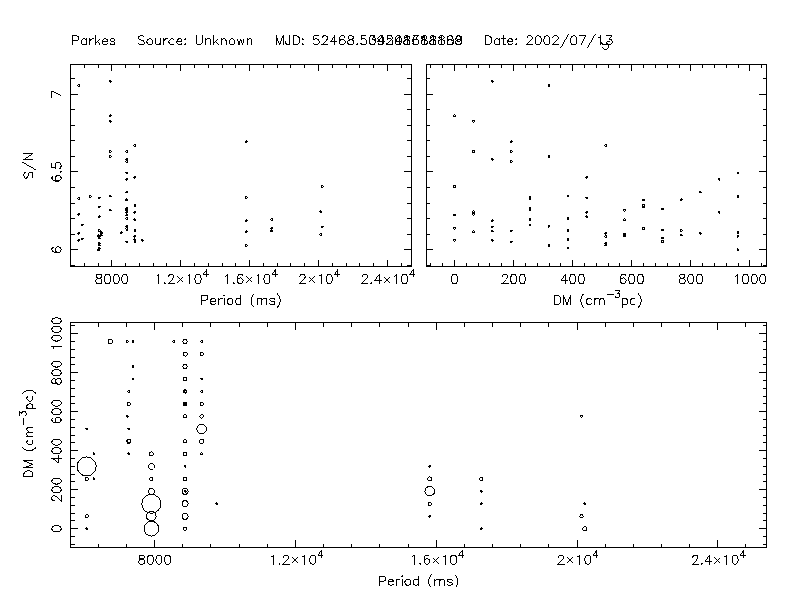 Parkes Source: Unknown MJD: Date: 2002/07/
7
6.5
6
S/N
8000 1.2×10⁴ 1.6×10⁴ 2×10⁴ 2.4×10⁴
Period (ms)
0 200 400 600 800 1000
DM (cm⁻³pc)
1000
800
600
400
200
0
DM (cm⁻³pc)
8000 1.2×10⁴ 1.6×10⁴ 2×10⁴ 2.4×10⁴
Period (ms)